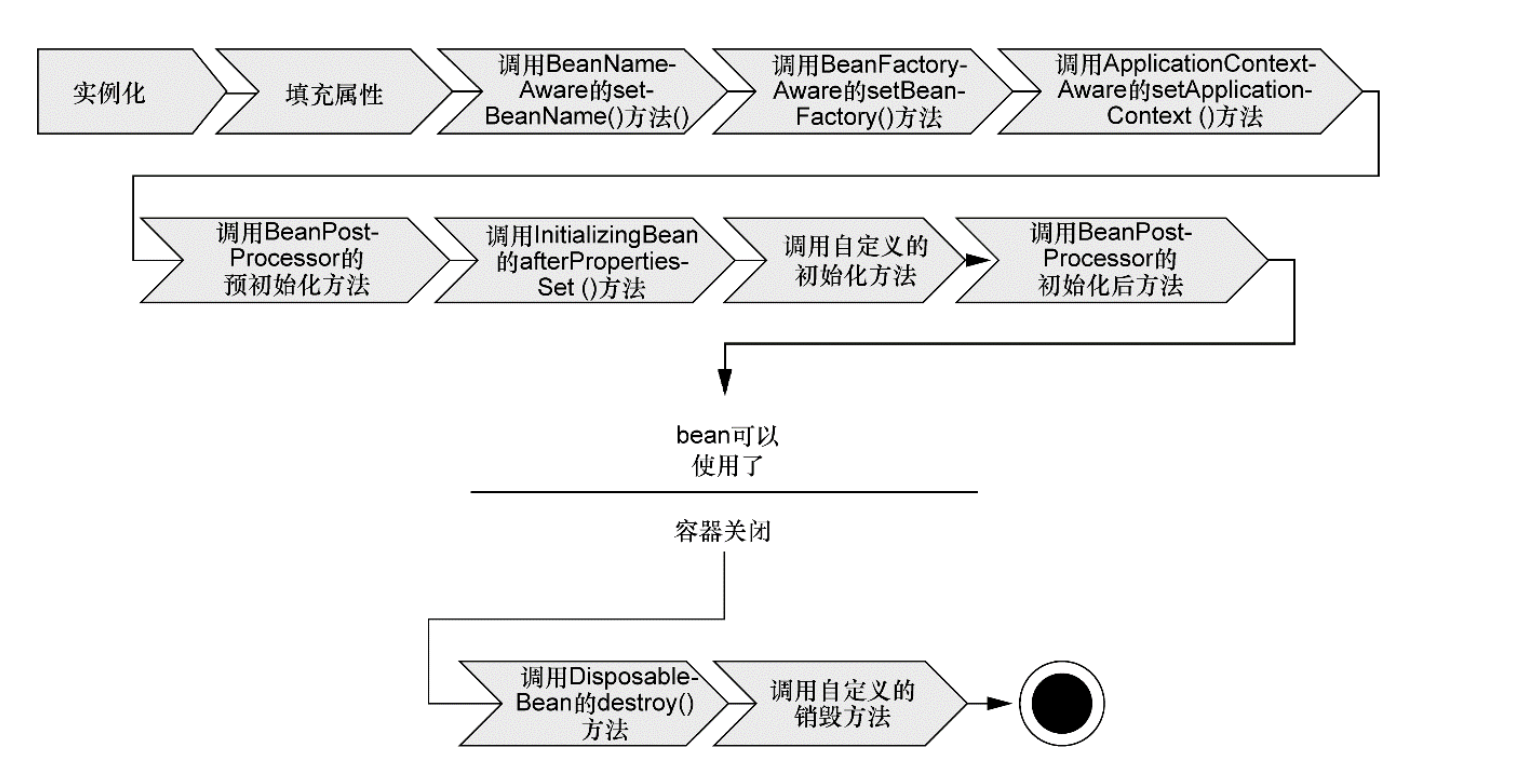 实例化
填充属性
调用BeanName-
Aware的set-
BeanName()方法()
调用BeanFactory-
Aware的setBean-
Factory()方法
调用ApplicationContext-
Aware的setApplication-
Context ()方法
调用BeanPost-
Processor的
预初始化方法
调用InitializingBean
的afterProperties-
Set ()方法
调用自定义的
初始化方法
调用BeanPost-
Processor的
初始化后方法
bean可以
使用了
容器关闭
调用Disposable-
Bean的destroy()
方法
调用自定义的
销毁方法